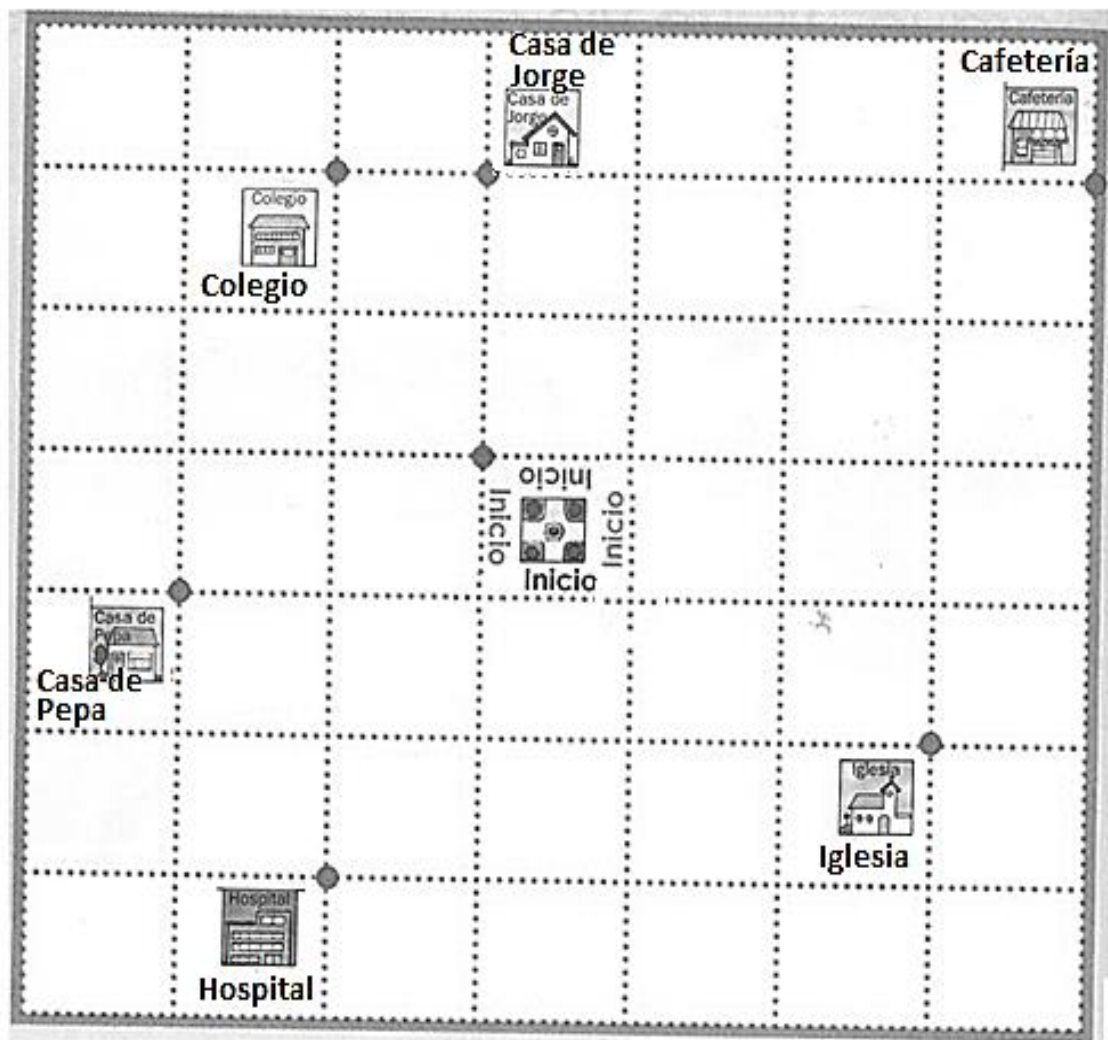 Casa de
Jorge
Cafetería
Casa de
Jorge
Cafetería
Colegio
Colegio
Inicio
Inicio
Inicio
Inicio
Casa de
Pepa
Casa de
Pepa
Iglesia
Iglesia
Hospital
Hospital